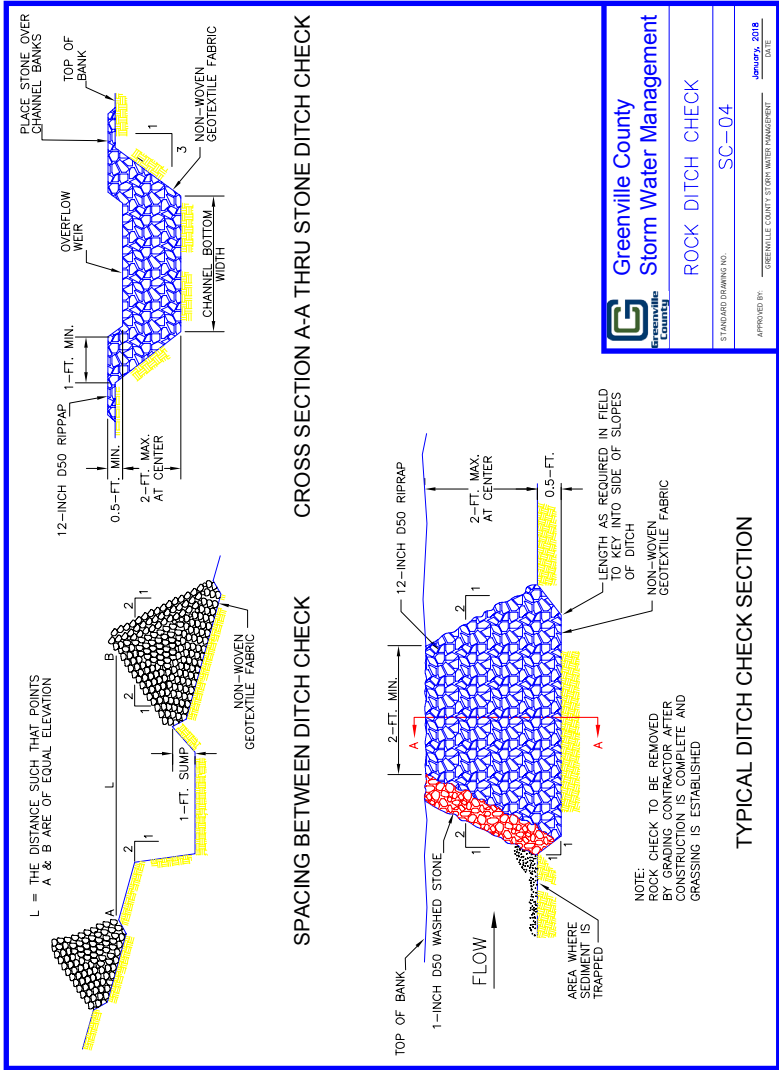 L = THE DISTANCE SUCH THAT POINTS
A & B ARE OF EQUAL ELEVATION
A
L
B
2
1
2
1
2
1
1-FT. SUMP
NON-WOVEN
GEOTEXTILE FABRIC
SPACING BETWEEN DITCH CHECK
12-INCH D50 RIPPAP
1-FT. MIN.
OVERFLOW
WEIR
PLACE STONE OVER
CHANNEL BANKS
TOP OF
BANK
0.5-FT. MIN.
2-FT. MAX.
AT CENTER
1
3
NON-WOVEN
GEOTEXTILE FABRIC
CHANNEL BOTTOM
WIDTH
CROSS SECTION A-A THRU STONE DITCH CHECK
TOP OF BANK
1-INCH D50 WASHED STONE
FLOW
AREA WHERE
SEDIMENT IS
TRAPPED
2-FT. MIN.
12-INCH D50 RIPRAP
A
A
2
1
2
1
1
1
2-FT. MAX.
AT CENTER
0.5-FT.
LENGTH AS REQUIRED IN FIELD
TO KEY INTO SIDE OF SLOPES
OF DITCH
NON-WOVEN
GEOTEXTILE FABRIC
NOTE:
ROCK CHECK TO BE REMOVED
BY GRADING CONTRACTOR AFTER
CONSTRUCTION IS COMPLETE AND
GRASSING IS ESTABLISHED
TYPICAL DITCH CHECK SECTION
Greenville
County
Greenville County
Storm Water Management
ROCK DITCH CHECK
STANDARD DRAWING NO.
SC-04
APPROVED BY:
GREENVILLE COUNTY STORM WATER MANAGEMENT
January, 2018
DATE